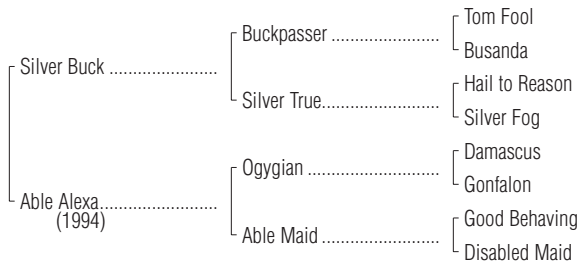 Tom Fool
Buckpasser ....................
Busanda
Silver Buck ....................
Hail to Reason
Silver True......................
Silver Fog
Damascus
Ogygian ........................
Gonfalon
Able Alexa......................
(1994)
Good Behaving
Able Maid ......................
Disabled Maid